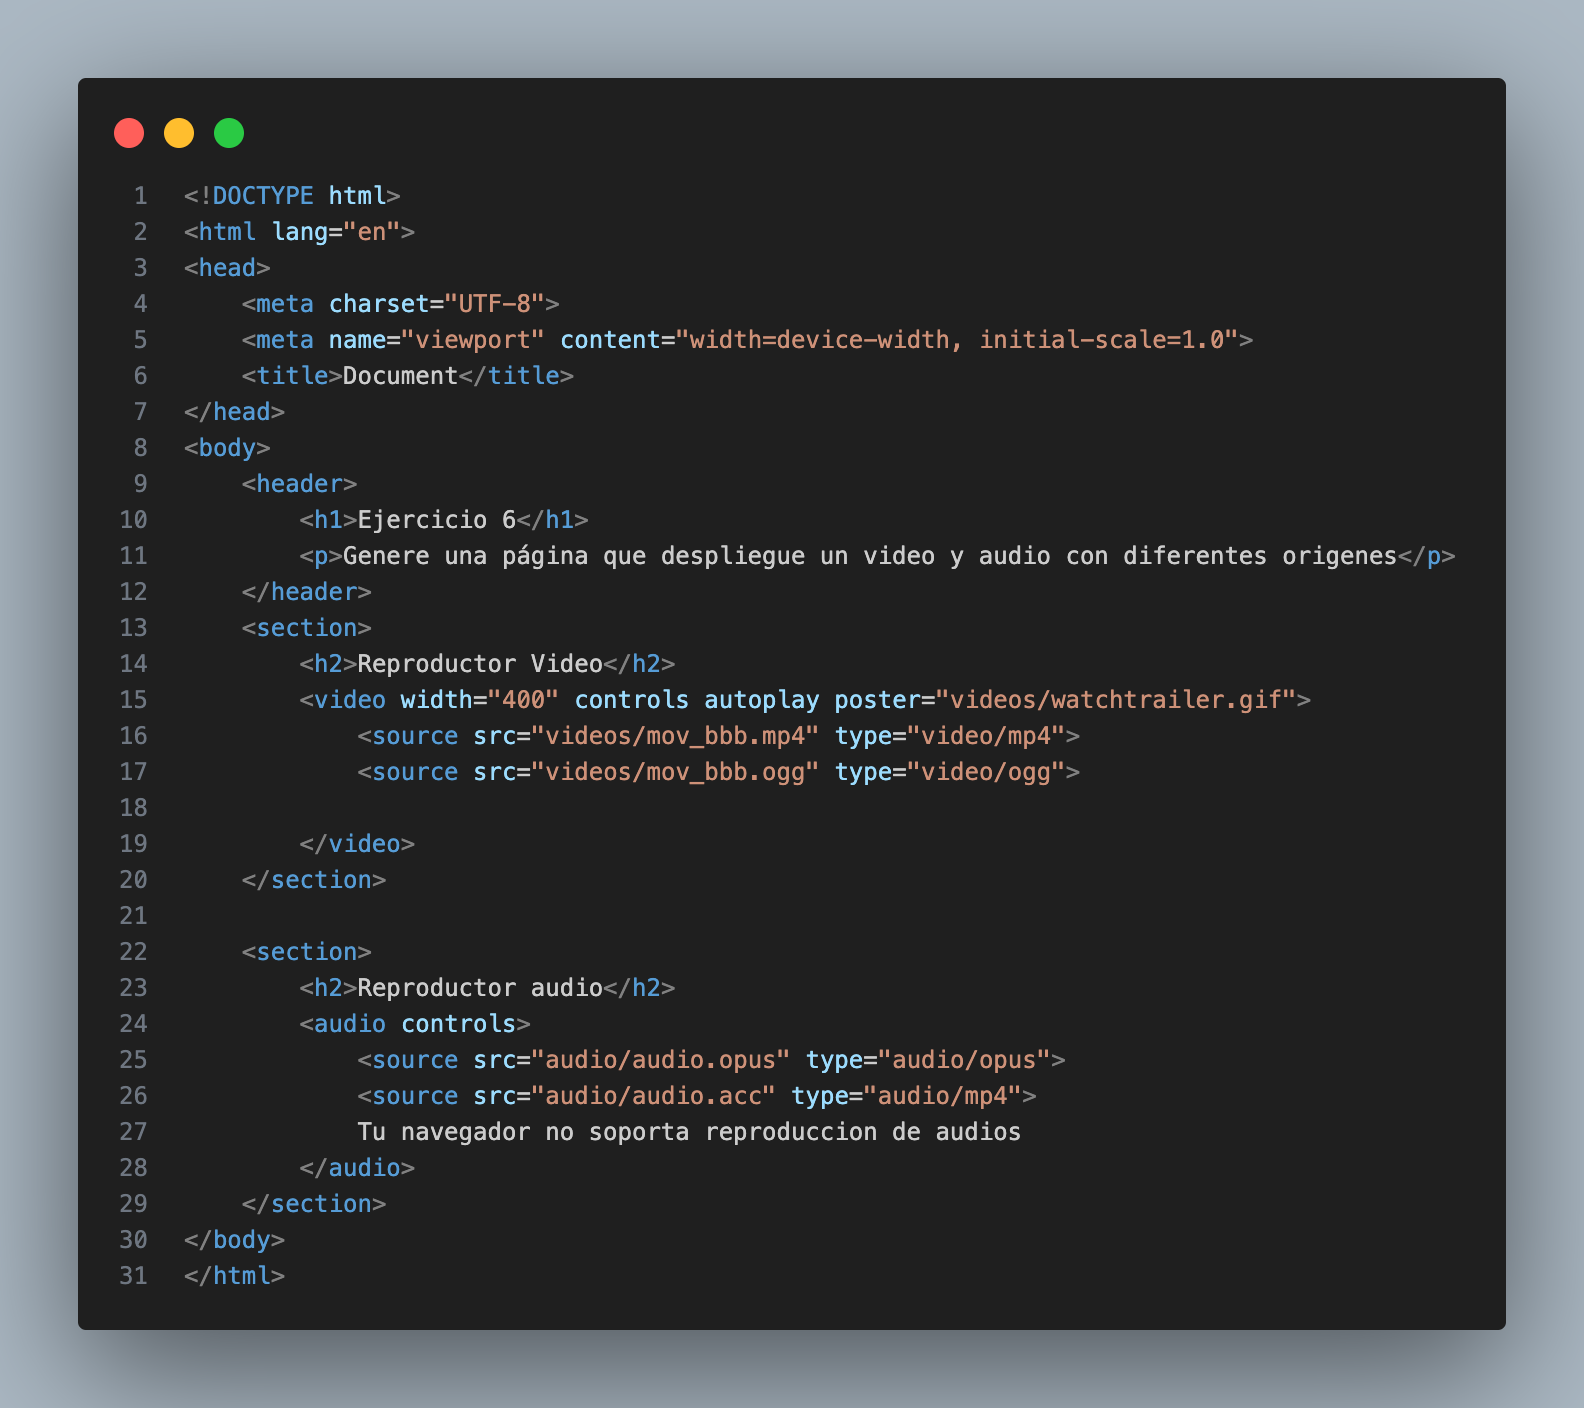 1 <!DOCTYPE html>
2 <html lang="en">
3 <head>
4     <meta charset="UTF-8">
5     <meta name="viewport" content="width=device-width, initial-scale=1.0">
6     <title>Document</title>
7 </head>
8 <body>
9     <header>
10         <h1>Ejercicio 6</h1>
11         <p>Genere una página que despliegue un video y audio con diferentes origenes</p>
12     </header>
13     <section>
14         <h2>Reproductor Video</h2>
15         <video width="400" controls autoplay poster="videos/watchtrailer.gif">
16             <source src="videos/mov_bbb.mp4" type="video/mp4">
17             <source src="videos/mov_bbb.ogg" type="video/ogg">
18
19         </video>
20     </section>
21
22     <section>
23         <h2>Reproductor audio</h2>
24         <audio controls>
25             <source src="audio/audio.opus" type="audio/opus">
26             <source src="audio/audio.acc" type="audio/mp4">
27             Tu navegador no soporta reproduccion de audios
28         </audio>
29     </section>
30 </body>
31 </html>